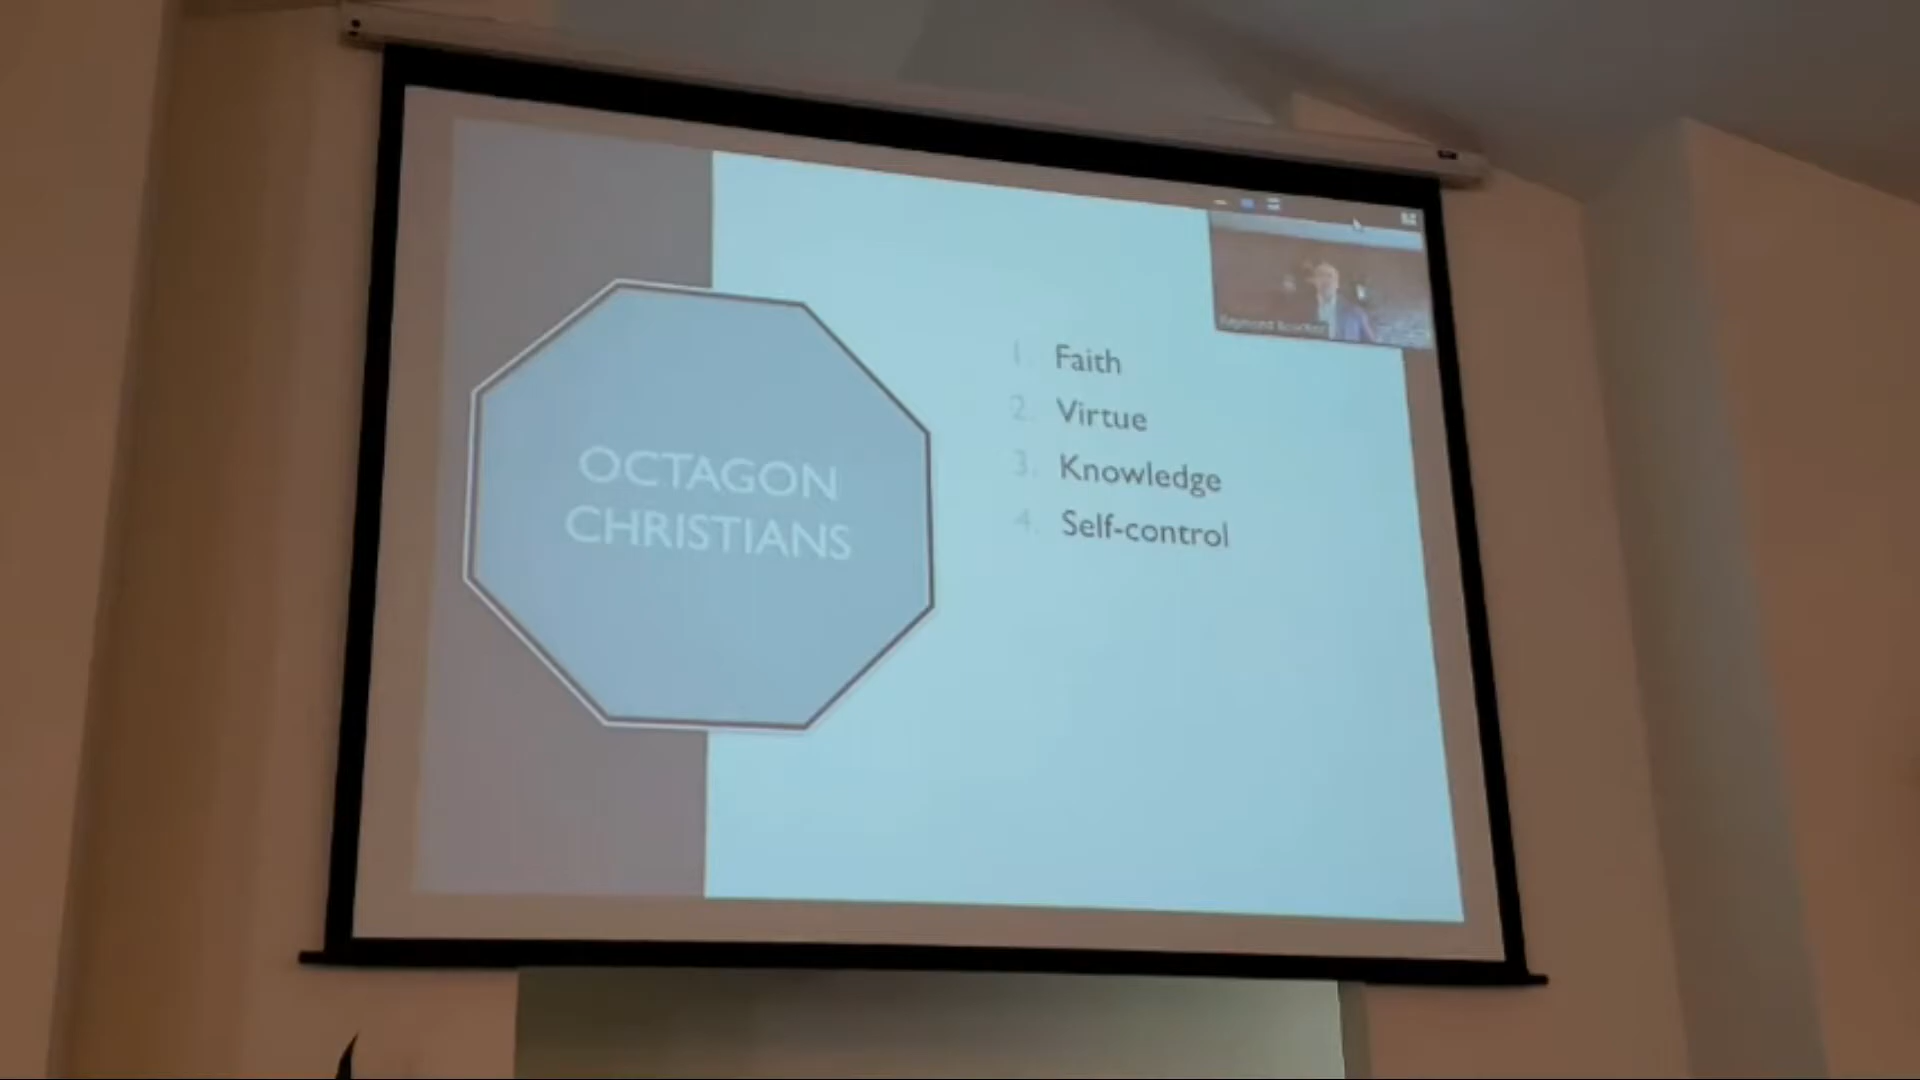 OCTAGON
CHRISTIANS
1. Faith
2. Virtue
3. Knowledge
4. Self-control